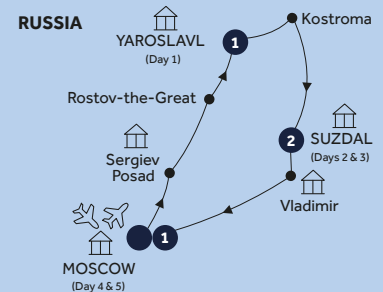 RUSSIA
Kostroma
YAROSLAVL
1
(Day 1)
Rostov-the-Great
2
SUZDAL
(Days 2 & 3)
Sergiev
Posad
Vladimir
1
MOSCOW
(Day 4 & 5)